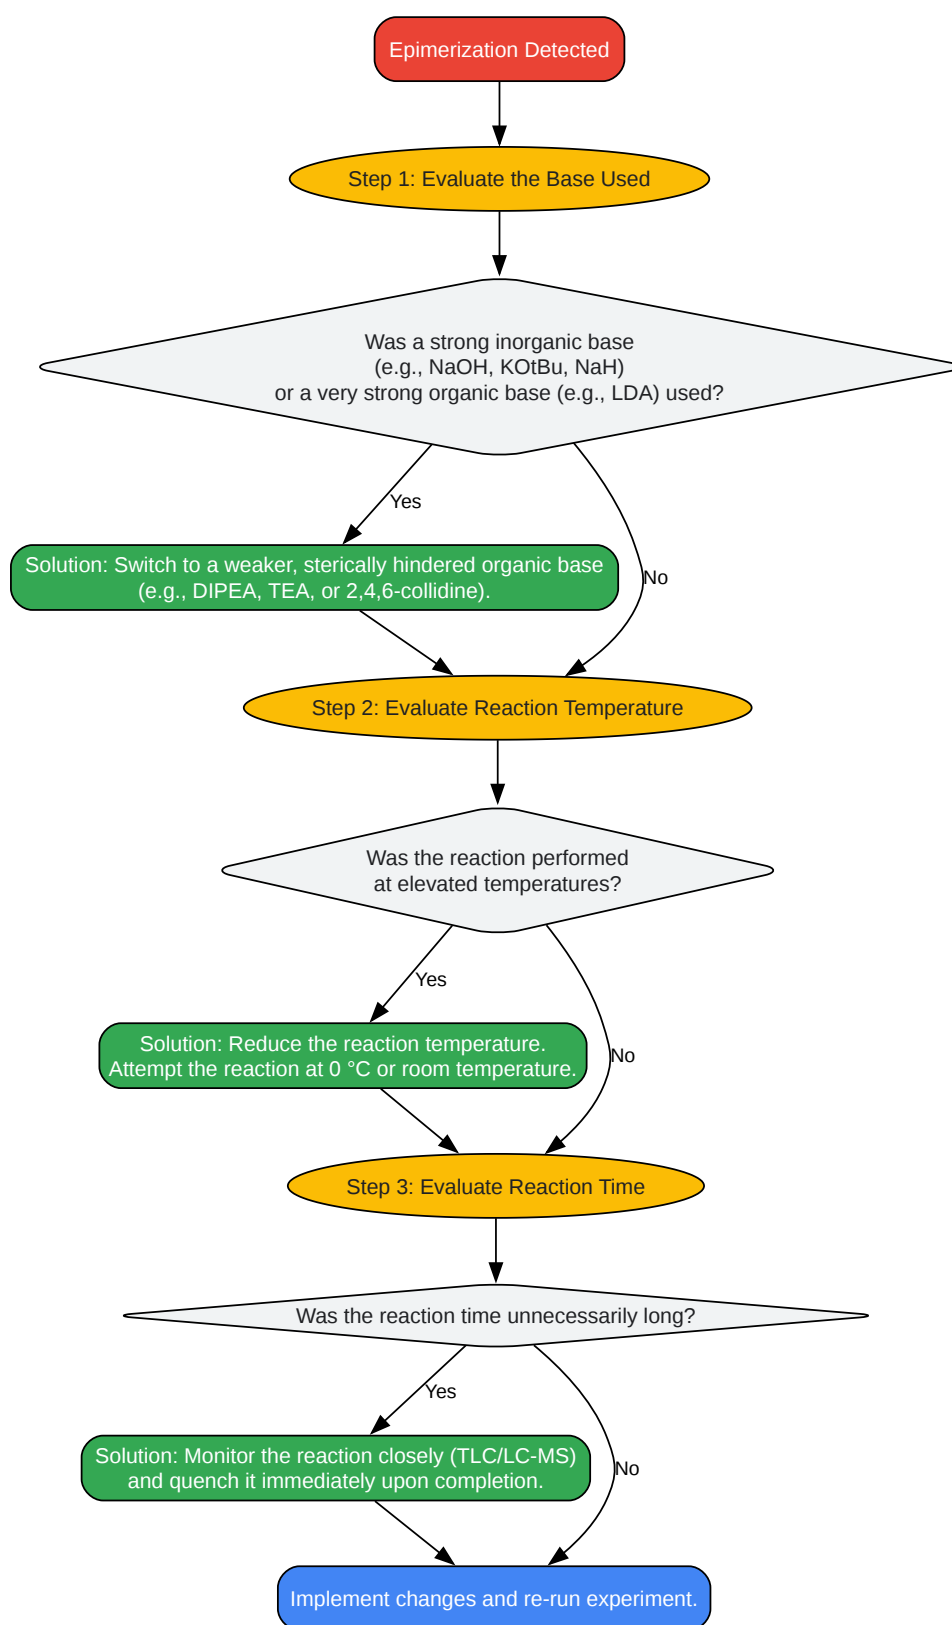 Epimerization Detected
Step 1: Evaluate the Base Used
Was a strong inorganic base
(e.g., NaOH, KOtBu, NaH)
or a very strong organic base (e.g., LDA) used?
Yes
Solution: Switch to a weaker, sterically hindered organic base
(e.g., DIPEA, TEA, or 2,4,6-collidine).
No
Step 2: Evaluate Reaction Temperature
Was the reaction performed
at elevated temperatures?
Yes
Solution: Reduce the reaction temperature.
Attempt the reaction at 0 °C or room temperature.
No
Step 3: Evaluate Reaction Time
Was the reaction time unnecessarily long?
Yes
Solution: Monitor the reaction closely (TLC/LC-MS)
and quench it immediately upon completion.
No
Implement changes and re-run experiment.